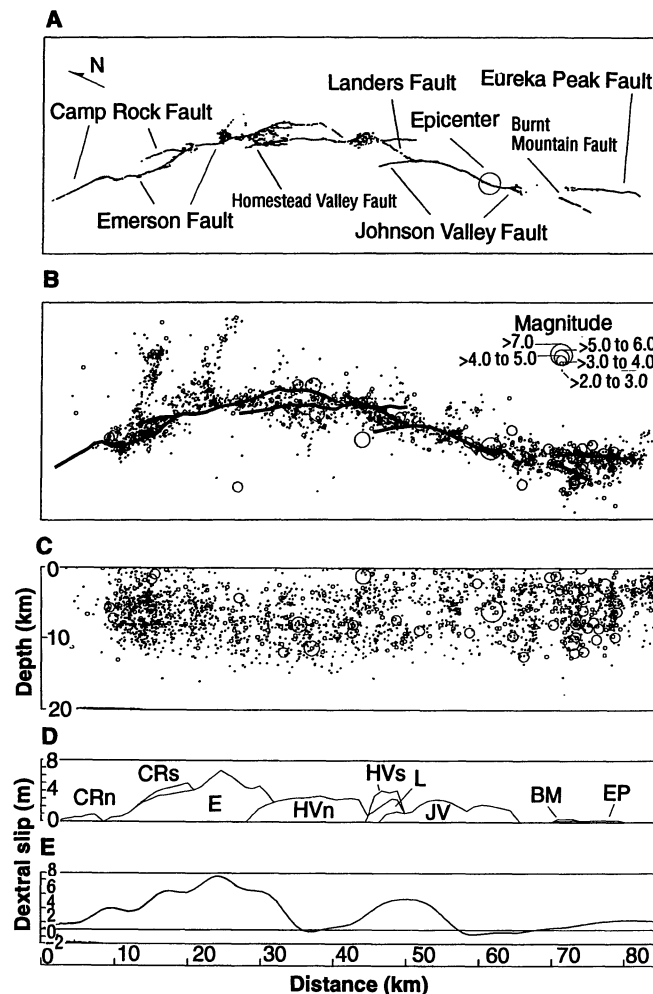 A
N
Camp Rock Fault
Landers Fault
Eureka Peak Fault
Epicenter
Burnt
Mountain Fault
Emerson Fault
Homestead Valley Fault
Johnson Valley Fault
B
Magnitude
>7.0
>5.0 to 6.0
>4.0 to 5.0
>3.0 to 4.0
>2.0 to 3.0
C
0
10
20
Depth (km)
D
8
4
0
CRn
CRs
E
HVn
HVs
L
JV
BM
EP
Dextral slip (m)
E
8
6
4
2
0
-2
0 10 20 30 40 50 60 70 80
Distance (km)